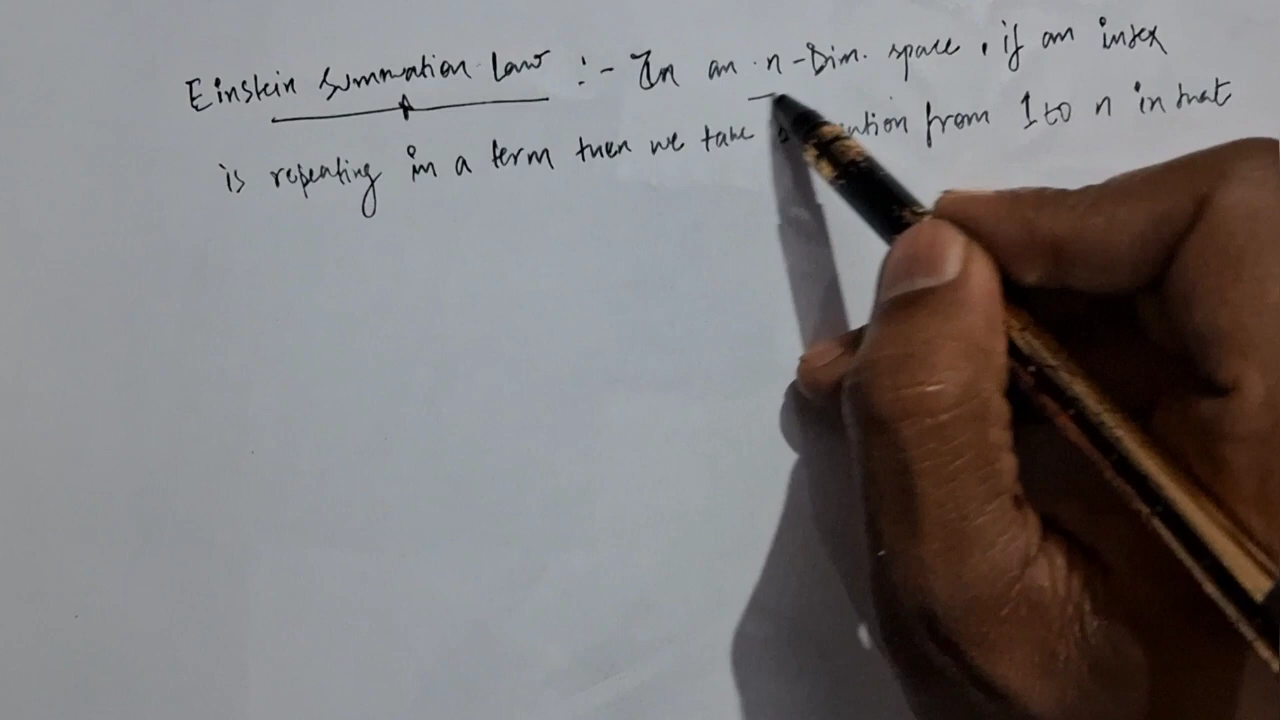 Einstein Summation Law :- In an n-Dim. space, if an index
is repeating in a term then we take from 1 to n in that